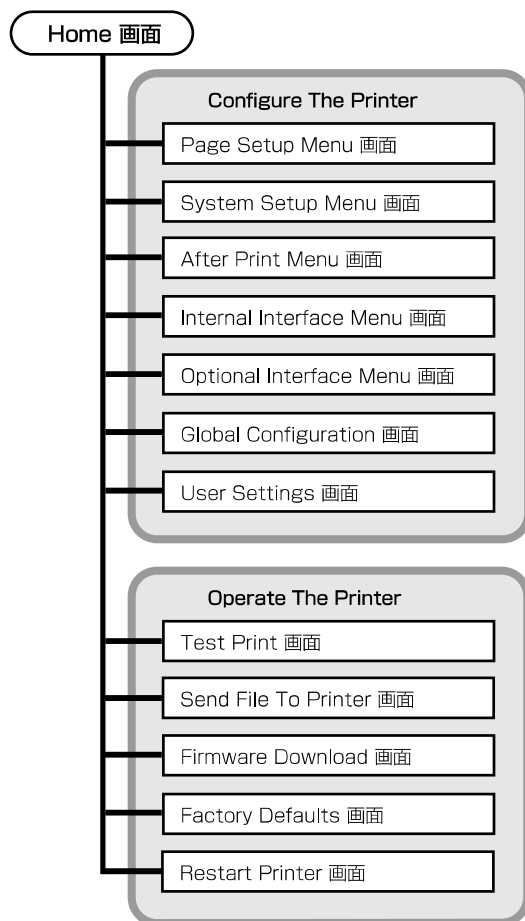 Home 画面
Configure The Printer
Page Setup Menu 画面
System Setup Menu 画面
After Print Menu 画面
Internal Interface Menu 画面
Optional Interface Menu 画面
Global Configuration 画面
User Settings 画面
Operate The Printer
Test Print 画面
Send File To Printer 画面
Firmware Download 画面
Factory Defaults 画面
Restart Printer 画面